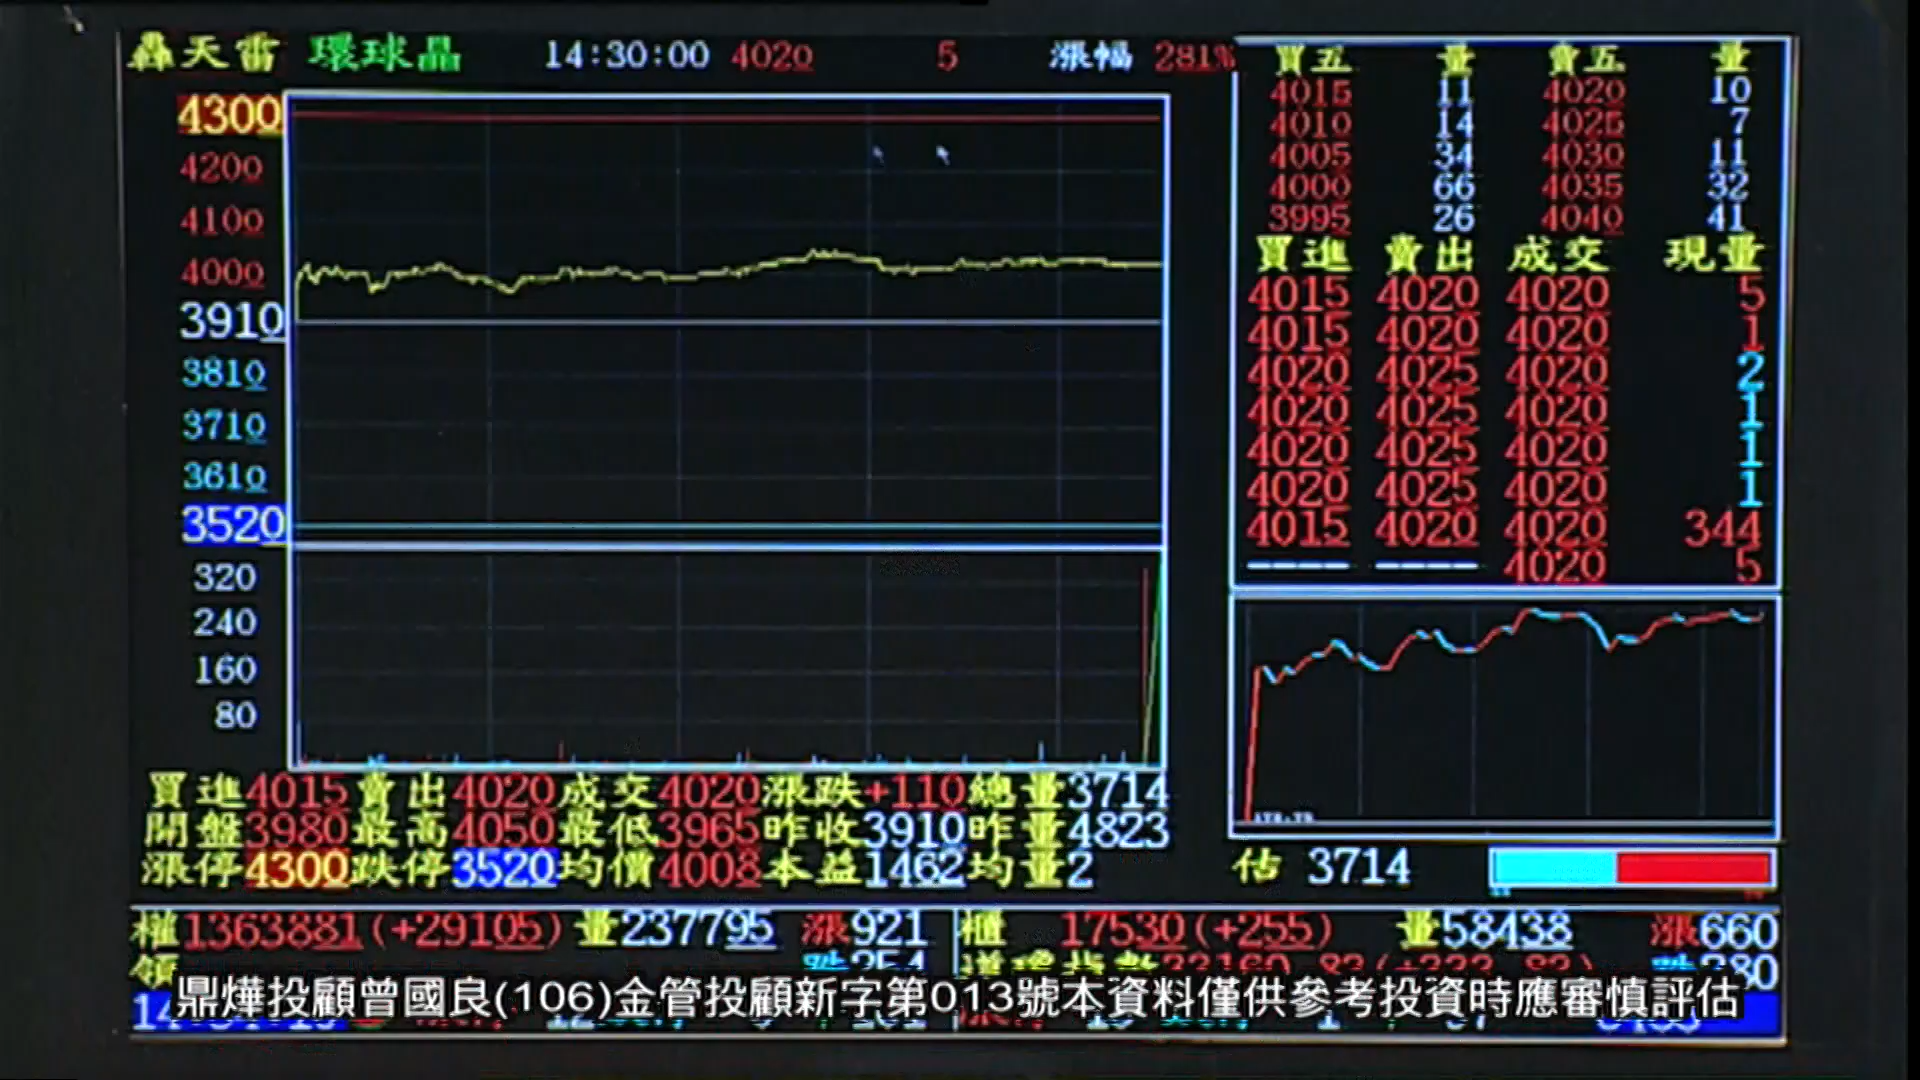 轟天雷 環球晶 14:30:00 4020 5 漲幅 281%
買五 量 賣五 量
4015 11 4020 10
4010 14 4025 7
4005 34 4030 11
4000 66 4035 32
3995 26 4040 41
買進 賣出 成交 現量
4015 4020 4020 5
4015 4020 4020 1
4020 4025 4020 2
4020 4025 4020 1
4020 4025 4020 1
4020 4025 4020 1
4015 4020 4020 344
---- ---- 4020 5
4300
4200
4100
4000
3910
3810
3710
3610
3520
320
240
160
80
買進4015 賣出4020 成交4020 漲跌+110 總量3714
開盤3980 最高4050 最低3965 昨收3910 昨量4823
漲停4300 跌停3520 均價4008 本益1462 均量2
估 3714
權1363881(+29105) 量237795 漲921
櫃 17530(+255) 量58438 漲660
鼎燁投顧曾國良(106)金管投顧新字第013號本資料僅供參考投資時應審慎評估